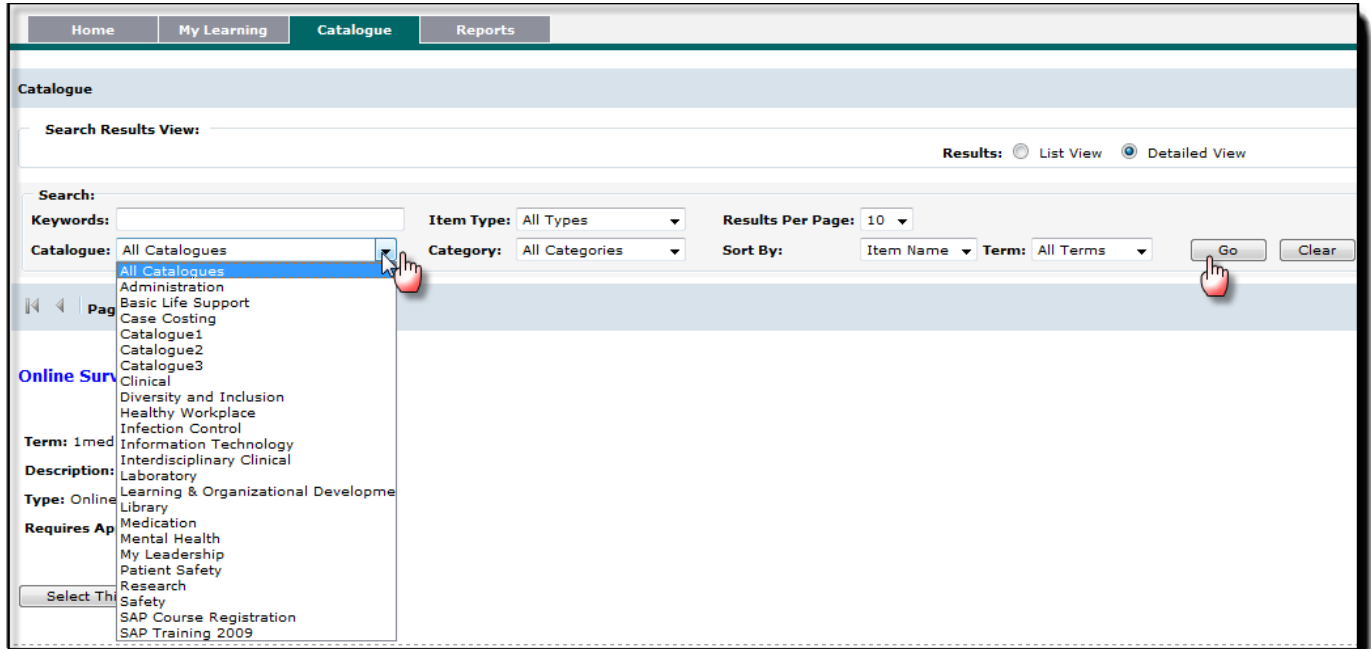 Home My Learning Catalogue Reports
Catalogue
Search Results View:
Results: List View Detailed View
Search:
Keywords: Item Type: All Types Results Per Page: 10
Catalogue: All Catalogues Category: All Categories Sort By: Item Name Term: All Terms Go Clear
All Catalogues
Administration
Basic Life Support
Pag
Case Costing
Catalogue1
Catalogue2
Catalogue3
Online Surv
Clinical
Diversity and Inclusion
Healthy Workplace
Infection Control
Term: 1med
Information Technology
Interdisciplinary Clinical
Description:
Laboratory
Learning & Organizational Developme
Type: Online
Library
Medication
Requires Ap
Mental Health
My Leadership
Patient Safety
Research
Select Thi
Safety
SAP Course Registration
SAP Training 2009